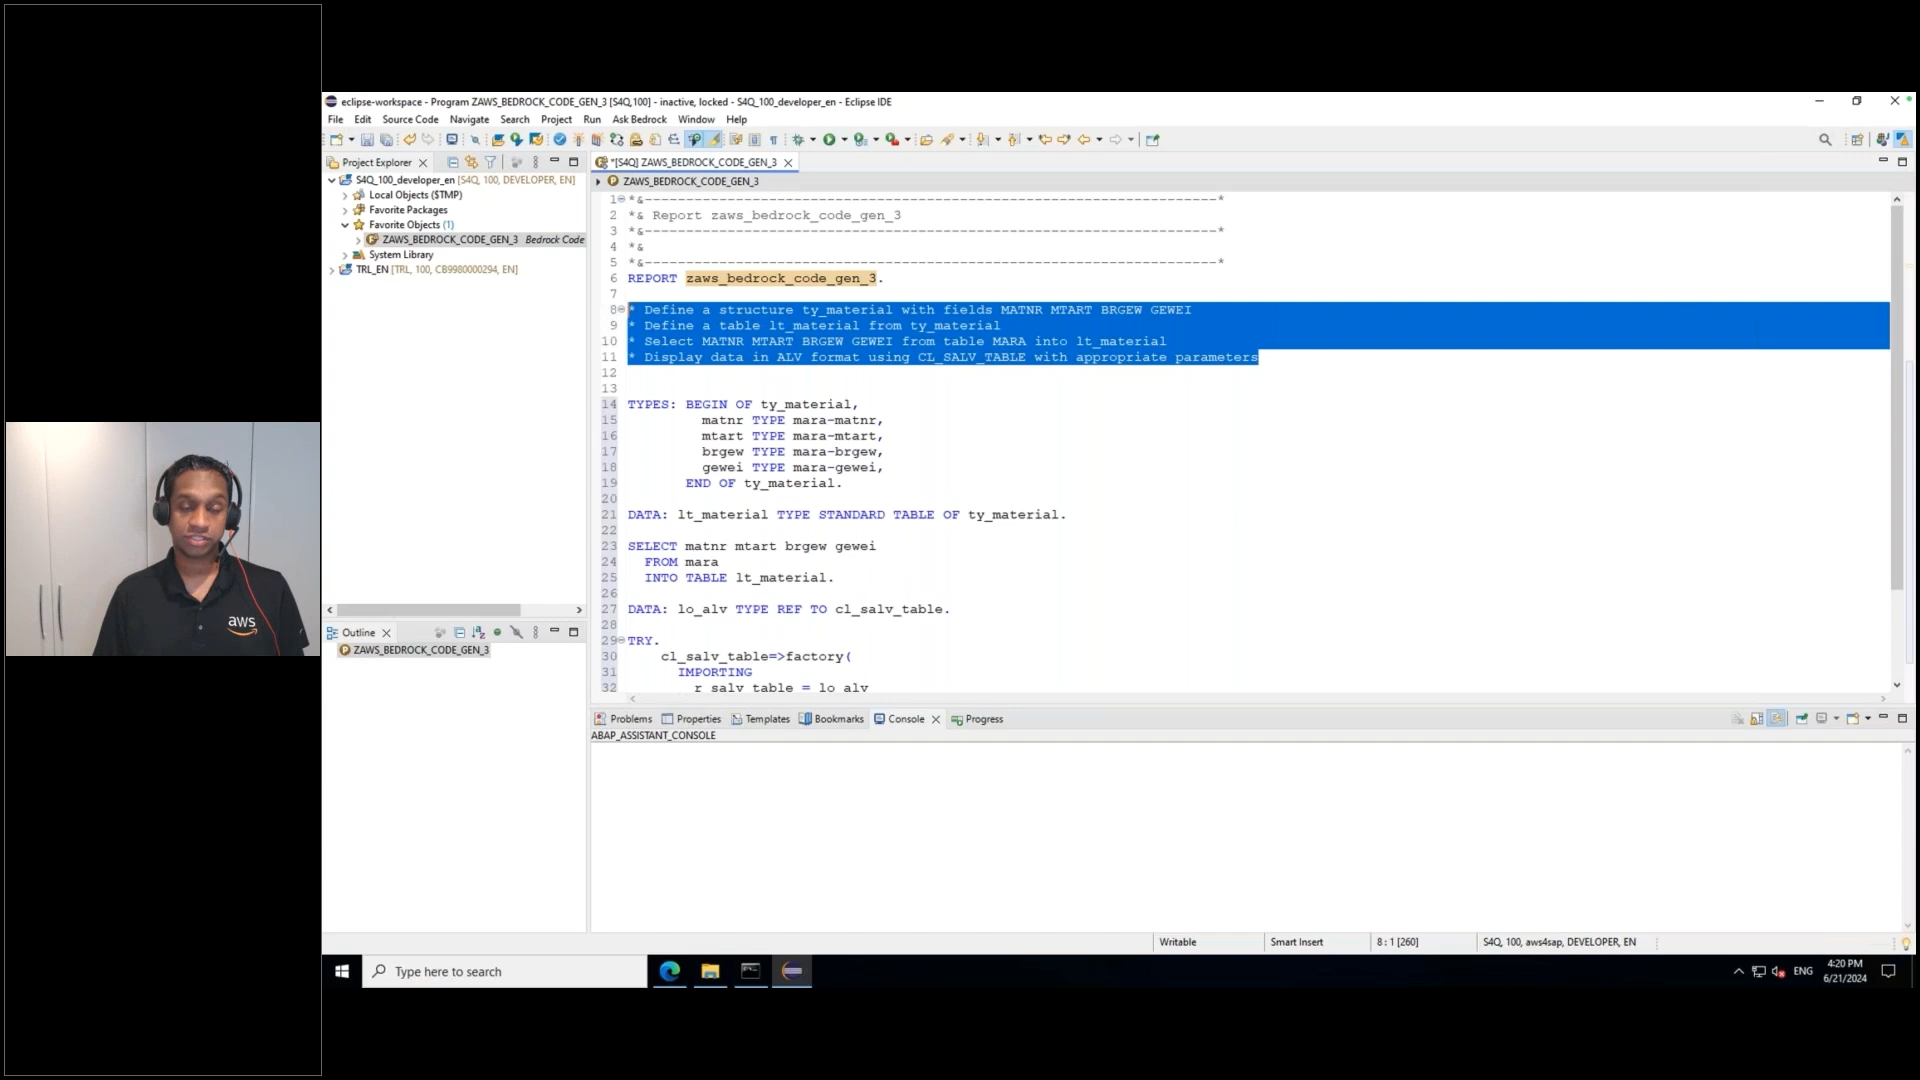 eclipse-workspace - Program ZAWS_BEDROCK_CODE_GEN_3 [S4Q,100] - inactive, locked - S4Q_100_developer_en - Eclipse IDE
File Edit Source Code Navigate Search Project Run Ask Bedrock Window Help
Project Explorer
S4Q_100_developer_en [S4Q, 100, DEVELOPER, EN]
Local Objects ($TMP)
Favorite Packages
Favorite Objects (1)
ZAWS_BEDROCK_CODE_GEN_3 Bedrock Code
System Library
TRL_EN [TRL, 100, CB9980000294, EN]
Outline
ZAWS_BEDROCK_CODE_GEN_3
*[S4Q] ZAWS_BEDROCK_CODE_GEN_3
ZAWS_BEDROCK_CODE_GEN_3
1 *&---------------------------------------------------------------------*
2 *& Report zaws_bedrock_code_gen_3
3 *&---------------------------------------------------------------------*
4 *&
5 *&---------------------------------------------------------------------*
6 REPORT zaws_bedrock_code_gen_3.
7
8 * Define a structure ty_material with fields MATNR MTART BRGEW GEWEI
9 * Define a table lt_material from ty_material
10 * Select MATNR MTART BRGEW GEWEI from table MARA into lt_material
11 * Display data in ALV format using CL_SALV_TABLE with appropriate parameters
12
13
14 TYPES: BEGIN OF ty_material,
15 matnr TYPE mara-matnr,
16 mtart TYPE mara-mtart,
17 brgew TYPE mara-brgew,
18 gewei TYPE mara-gewei,
19 END OF ty_material.
20
21 DATA: lt_material TYPE STANDARD TABLE OF ty_material.
22
23 SELECT matnr mtart brgew gewei
24 FROM mara
25 INTO TABLE lt_material.
26
27 DATA: lo_alv TYPE REF TO cl_salv_table.
28
29 TRY.
30 cl_salv_table=>factory(
31 IMPORTING
32 r_salv_table = lo_alv
Problems Properties Templates Bookmarks Console Progress
ABAP_ASSISTANT_CONSOLE
Writable Smart Insert 8 : 1 [260] S4Q, 100, aws4sap, DEVELOPER, EN
Type here to search
ENG
4:20 PM
6/21/2024
aws